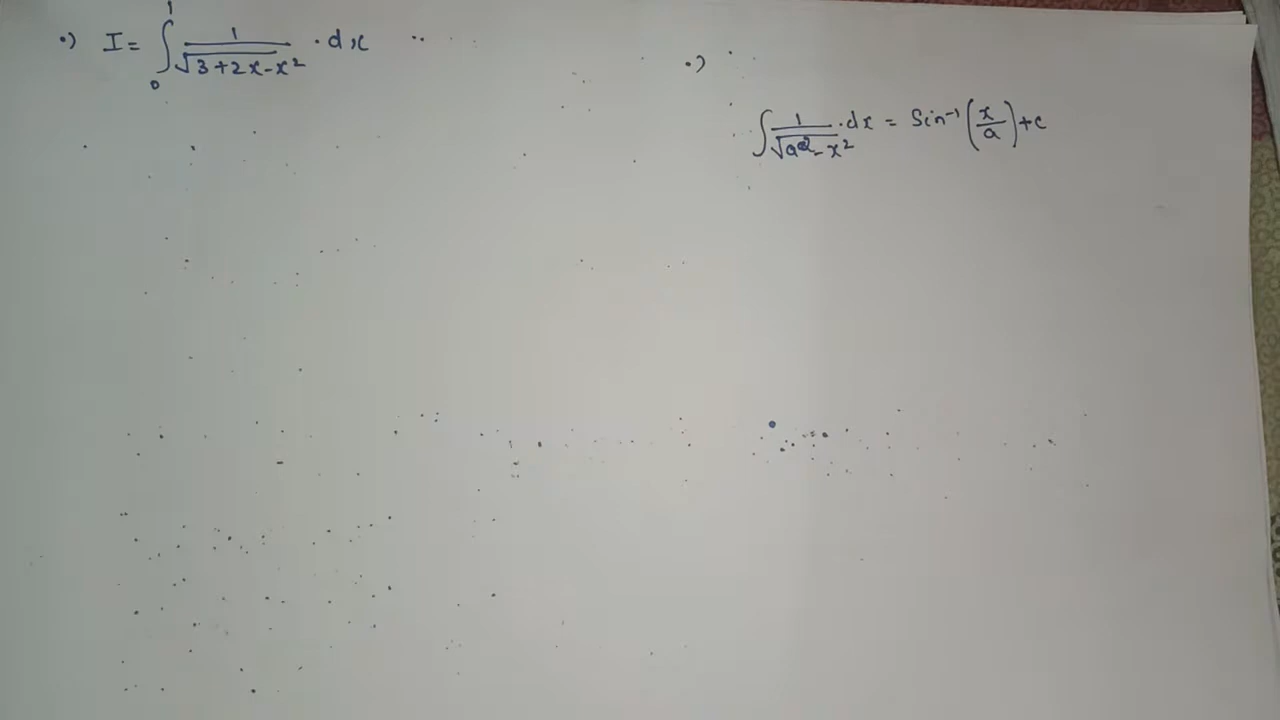 •) I = ∫₀¹ 1/√(3+2x-x²) · dx
•)
∫ 1/√(a²-x²) · dx = Sin⁻¹(x/a) + c